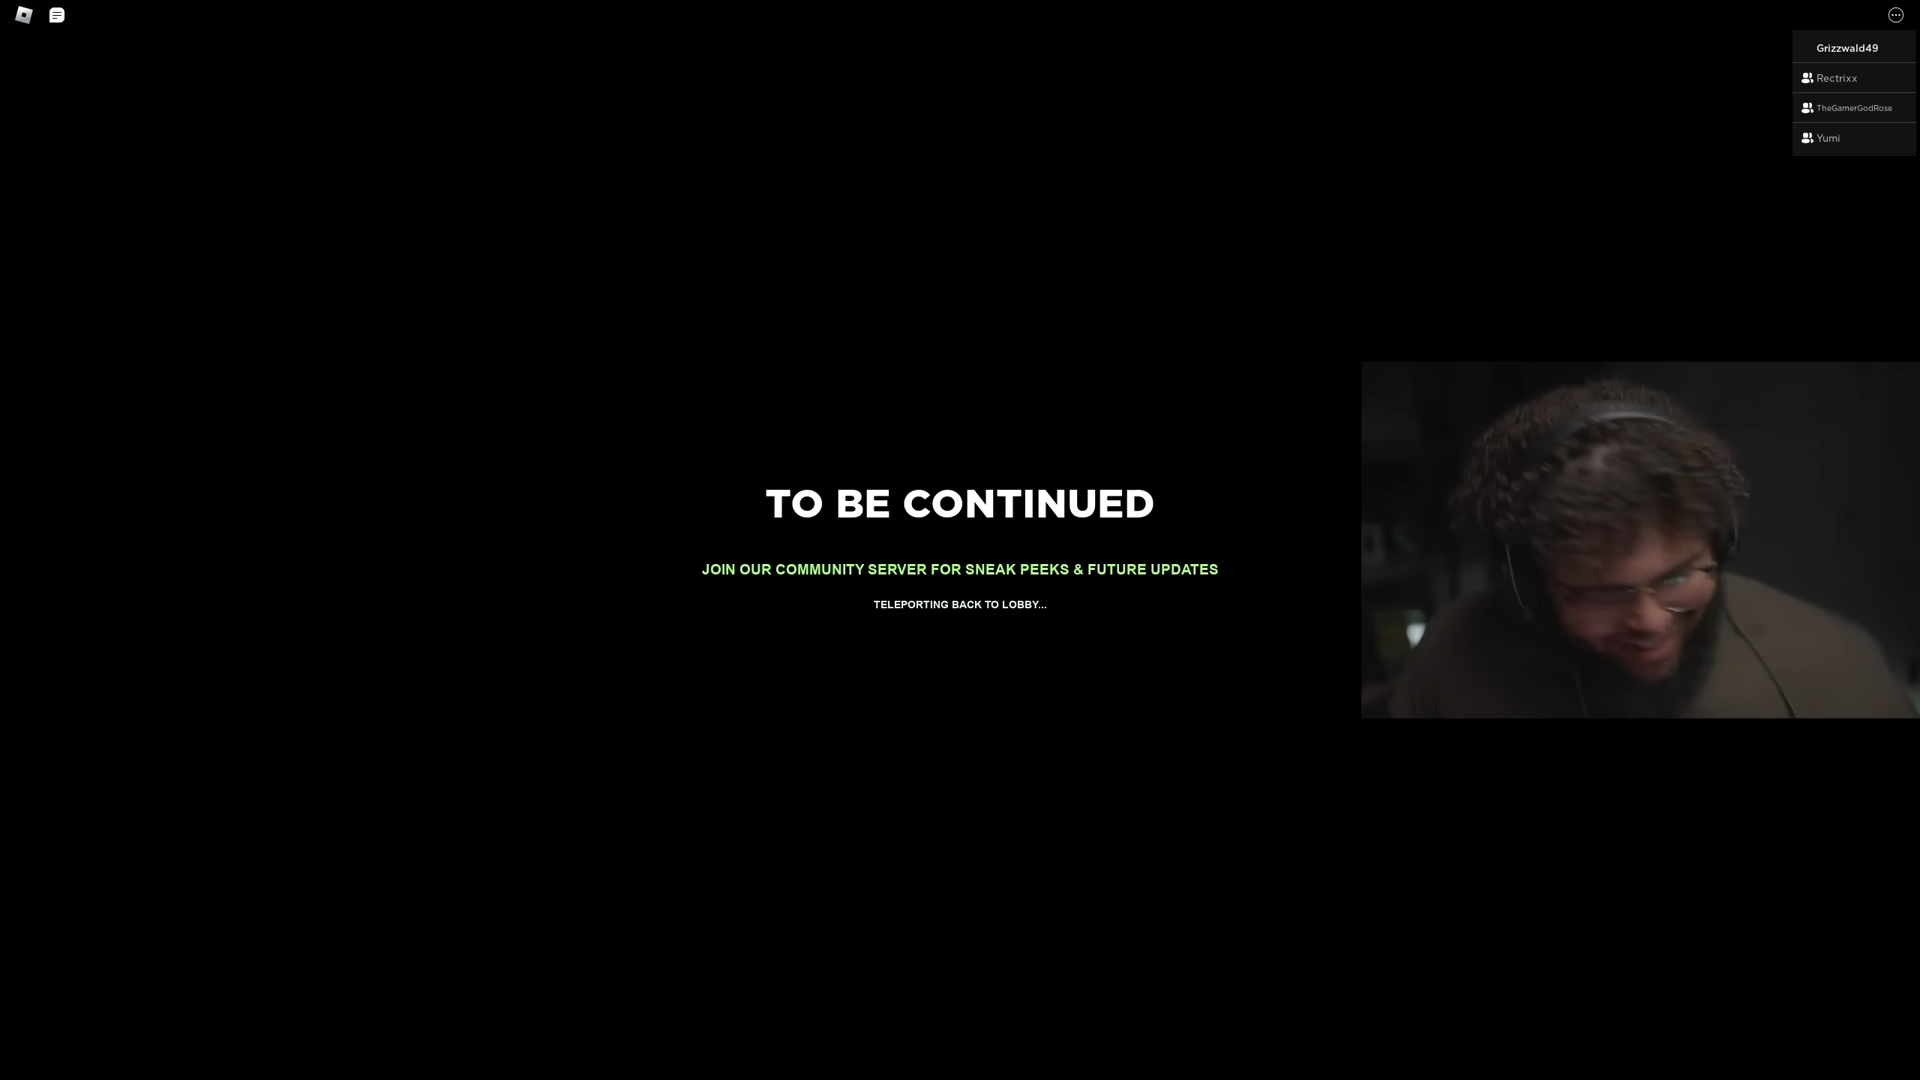 Grizzwald49
Rectrixx
TheGamerGodRose
Yumi
TO BE CONTINUED
JOIN OUR COMMUNITY SERVER FOR SNEAK PEEKS & FUTURE UPDATES
TELEPORTING BACK TO LOBBY...